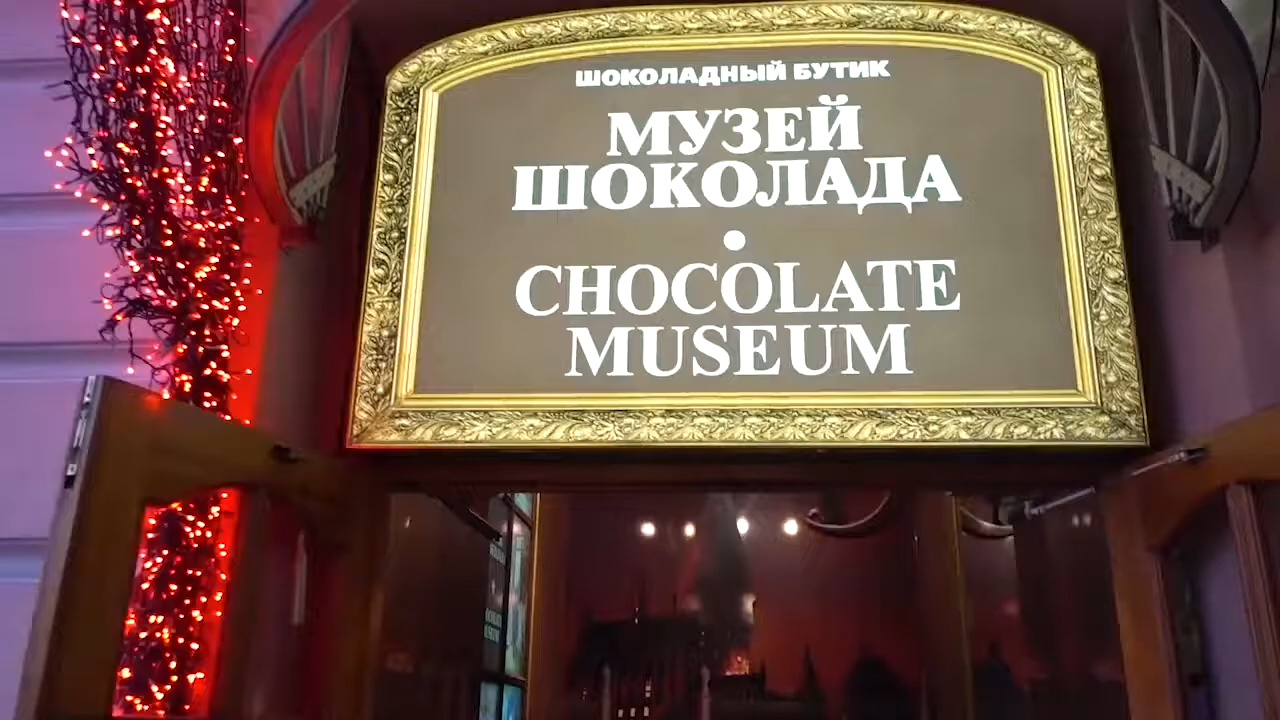 ШОКОЛАДНЫЙ БУТИК
МУЗЕЙ
ШОКОЛАДА
•
CHOCOLATE
MUSEUM